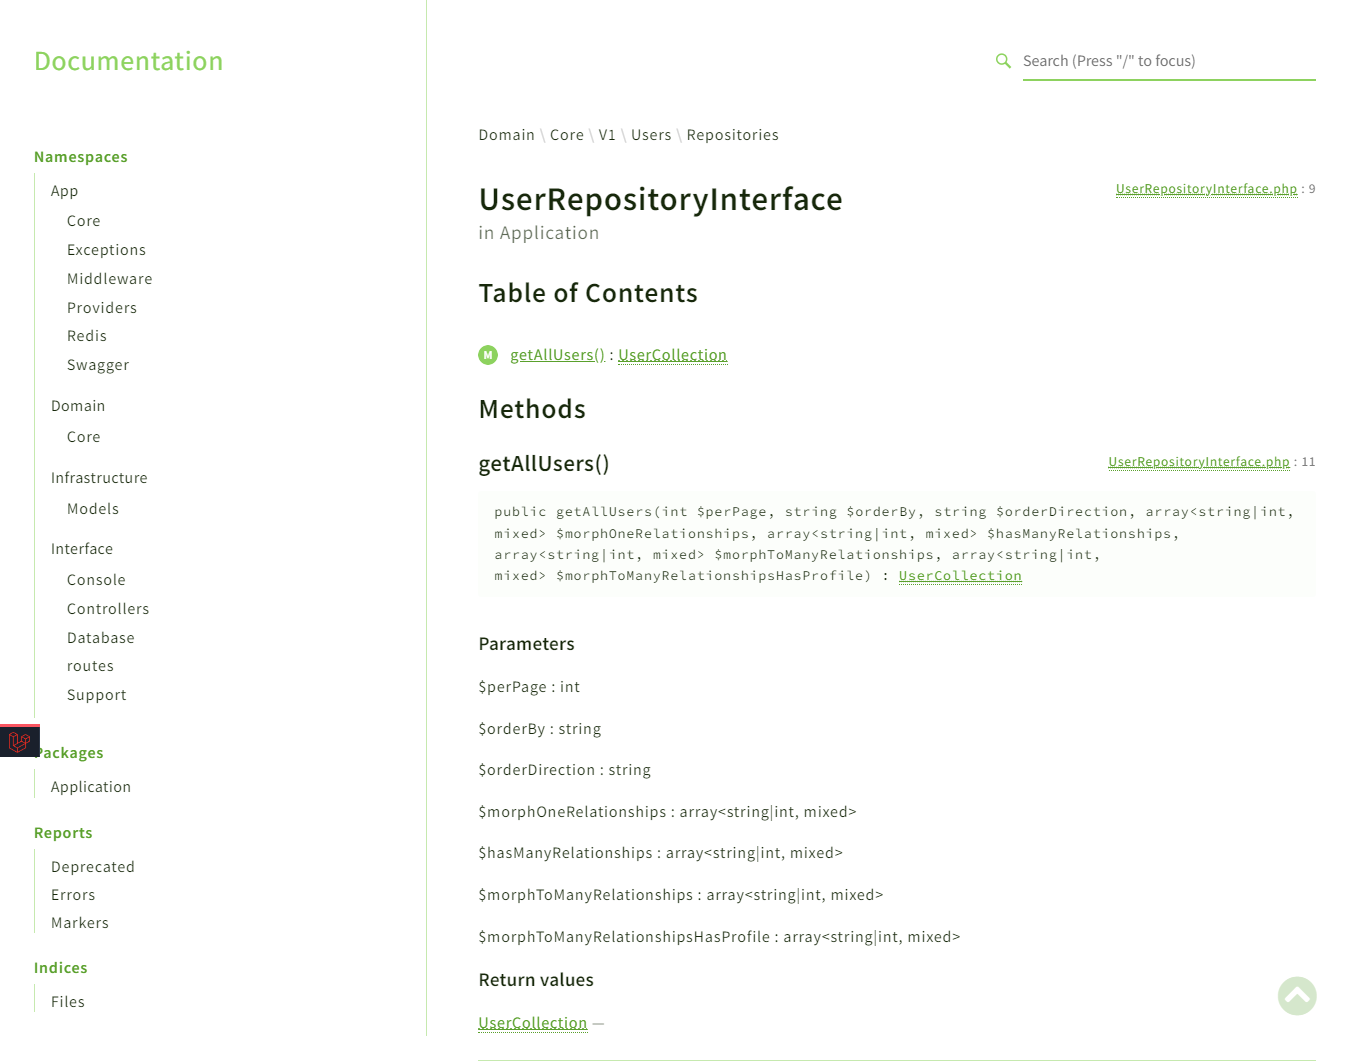 Documentation
Search (Press "/" to focus)
Namespaces
App
Core
Exceptions
Middleware
Providers
Redis
Swagger
Domain
Core
Infrastructure
Models
Interface
Console
Controllers
Database
routes
Support
Packages
Application
Reports
Deprecated
Errors
Markers
Indices
Files
Domain \ Core \ V1 \ Users \ Repositories
UserRepositoryInterface
UserRepositoryInterface.php : 9
in Application
Table of Contents
M getAllUsers() : UserCollection
Methods
getAllUsers()
UserRepositoryInterface.php : 11
public getAllUsers(int $perPage, string $orderBy, string $orderDirection, array<string|int,
mixed> $morphOneRelationships, array<string|int, mixed> $hasManyRelationships,
array<string|int, mixed> $morphToManyRelationships, array<string|int,
mixed> $morphToManyRelationshipsHasProfile) : UserCollection
Parameters
$perPage : int
$orderBy : string
$orderDirection : string
$morphOneRelationships : array<string|int, mixed>
$hasManyRelationships : array<string|int, mixed>
$morphToManyRelationships : array<string|int, mixed>
$morphToManyRelationshipsHasProfile : array<string|int, mixed>
Return values
UserCollection —